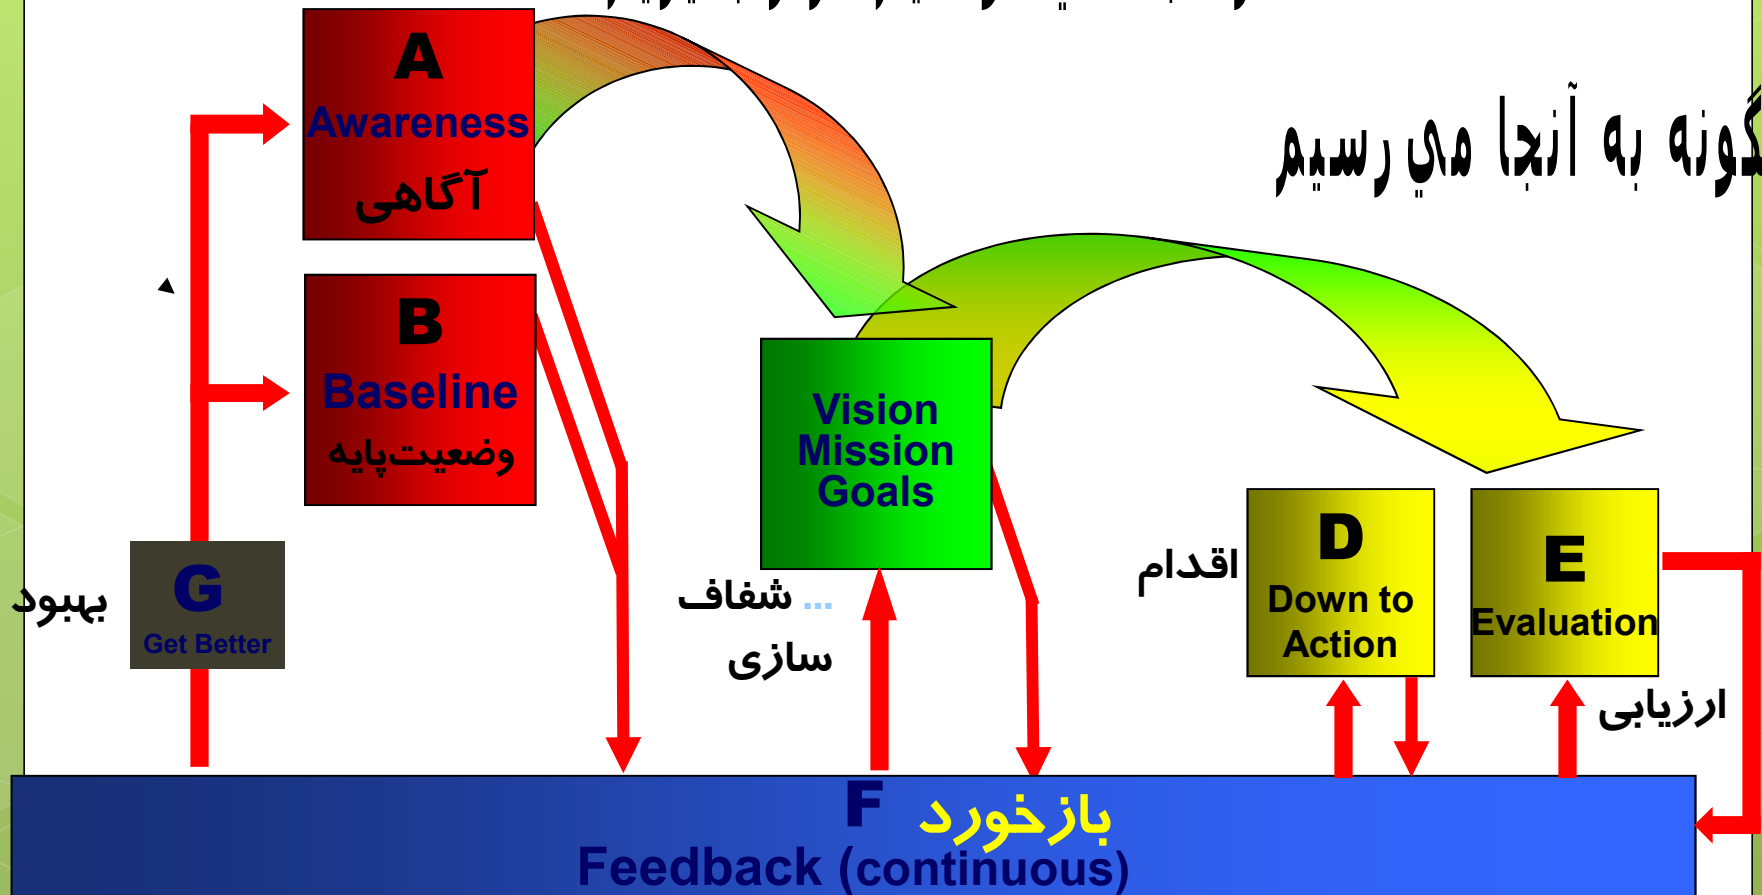 گونه به آنجا مي رسيم
A
Awareness
آگاهی
B
Baseline
وضعیت‌پایه
Vision
Mission
Goals
... شفاف
سازی
G
Get Better
بهبود
اقدام
D
Down to
Action
E
Evaluation
ارزیابی
F بازخورد
Feedback (continuous)